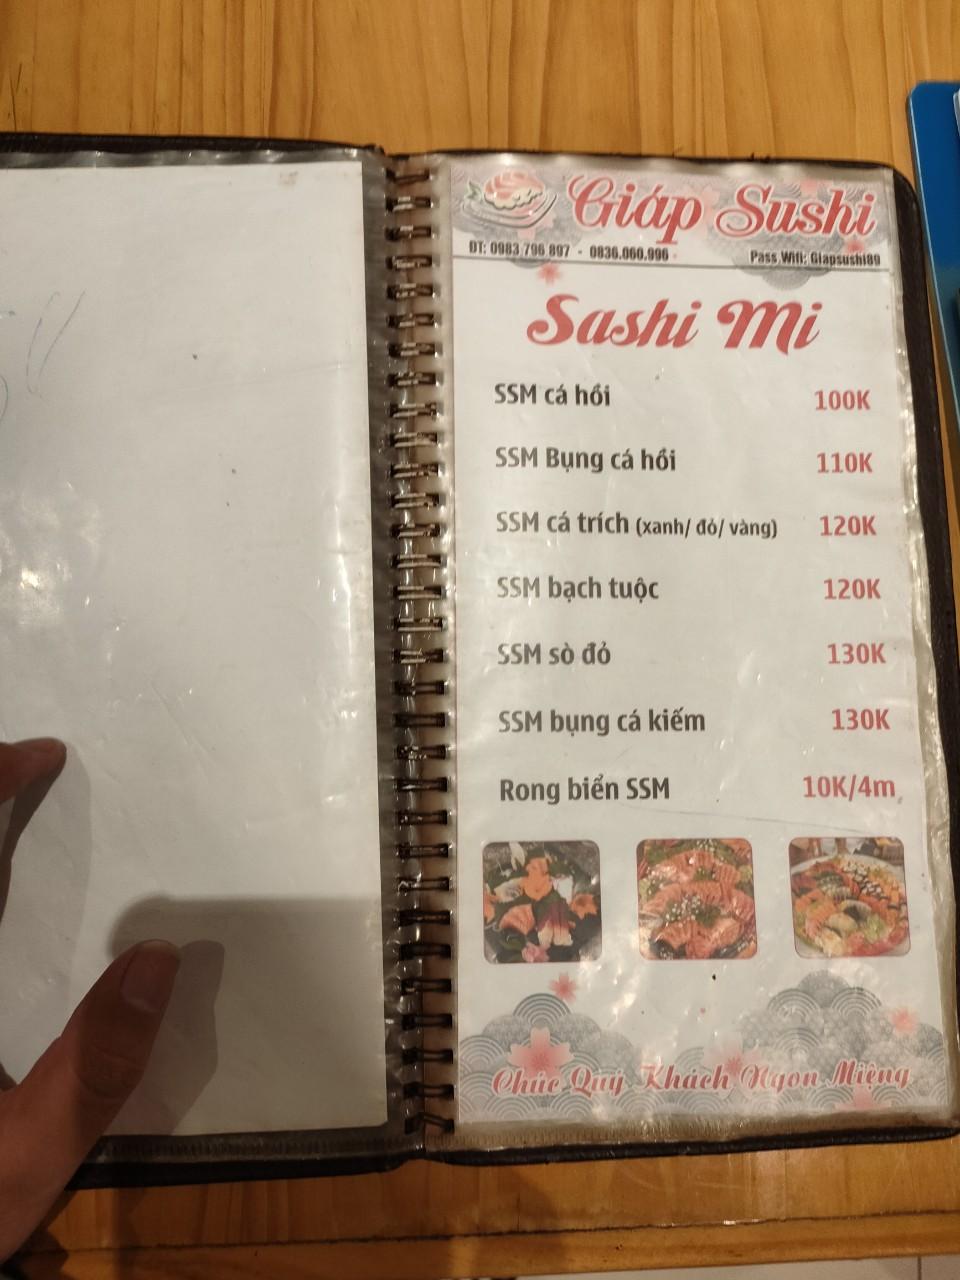 Giáp Sushi
ĐT: 0983 796 897 - 0836.060.996
Pass Wifi: Giapsushi89
Sashi Mi
SSM cá hồi 100K
SSM Bụng cá hồi 110K
SSM cá trích (xanh/ đỏ/ vàng) 120K
SSM bạch tuộc 120K
SSM sò đỏ 130K
SSM bụng cá kiếm 130K
Rong biển SSM 10K/4m
Chúc Quý Khách Ngon Miệng